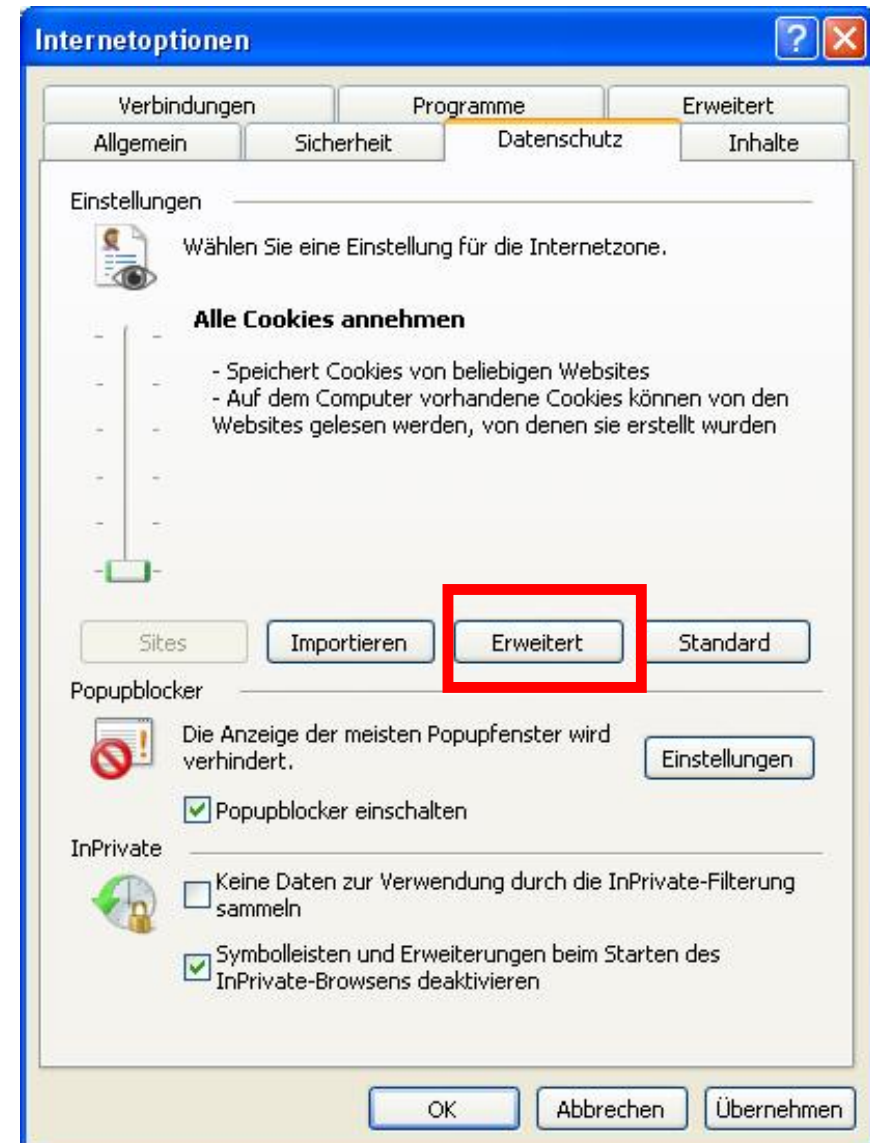 Internetoptionen
Verbindungen Programme Erweitert
Allgemein Sicherheit Datenschutz Inhalte
Einstellungen
Wählen Sie eine Einstellung für die Internetzone.
Alle Cookies annehmen
- Speichert Cookies von beliebigen Websites
- Auf dem Computer vorhandene Cookies können von den
Websites gelesen werden, von denen sie erstellt wurden
Sites Importieren Erweitert Standard
Popupblocker
Die Anzeige der meisten Popupfenster wird
verhindert.
Einstellungen
Popupblocker einschalten
InPrivate
Keine Daten zur Verwendung durch die InPrivate-Filterung
sammeln
Symbolleisten und Erweiterungen beim Starten des
InPrivate-Browsens deaktivieren
OK Abbrechen Übernehmen